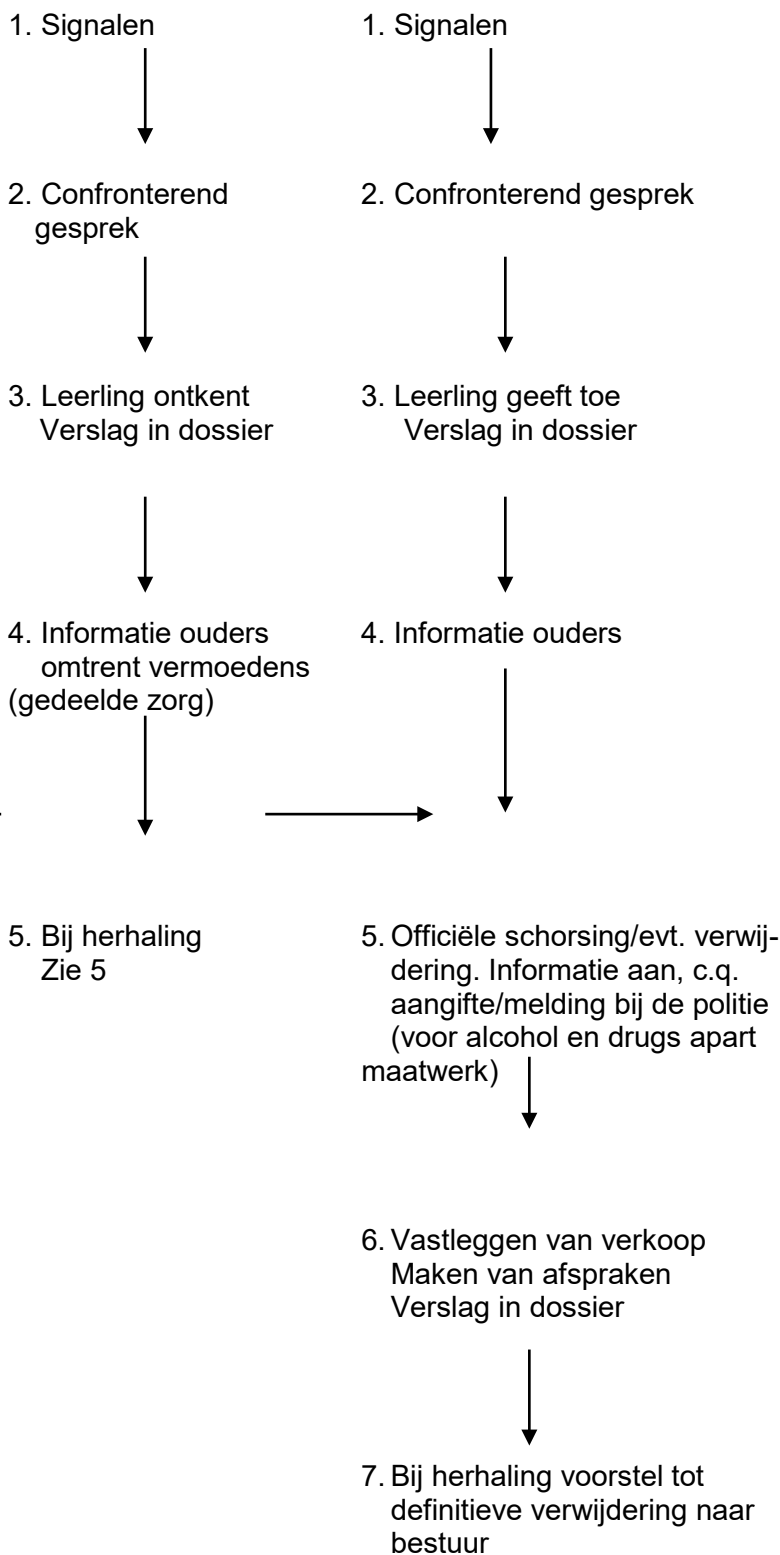 1. Signalen
2. Confronterend
gesprek
3. Leerling ontkent
Verslag in dossier
4. Informatie ouders
omtrent vermoedens
(gedeelde zorg)
5. Bij herhaling
Zie 5
1. Signalen
2. Confronterend gesprek
3. Leerling geeft toe
Verslag in dossier
4. Informatie ouders
5. Officiële schorsing/evt. verwij-
dering. Informatie aan, c.q.
aangifte/melding bij de politie
(voor alcohol en drugs apart
maatwerk)
6. Vastleggen van verkoop
Maken van afspraken
Verslag in dossier
7. Bij herhaling voorstel tot
definitieve verwijdering naar
bestuur